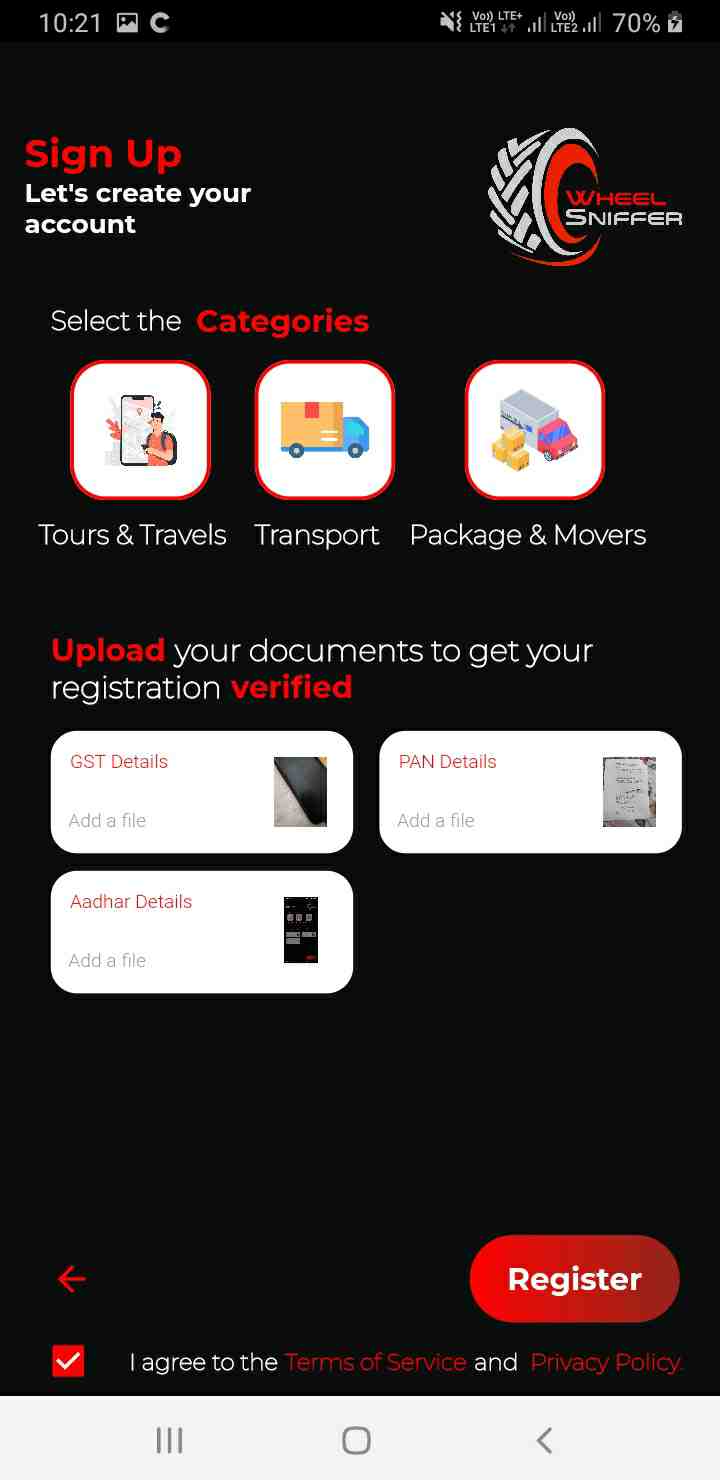 10:21 Vo)) LTE+ Vo)) 70%
LTE1 LTE2
Sign Up
Let's create your
account
WHEEL
SNIFFER
Select the Categories
Tours & Travels Transport Package & Movers
Upload your documents to get your
registration verified
GST Details PAN Details
Add a file Add a file
Aadhar Details
Add a file
Register
I agree to the Terms of Service and Privacy Policy.